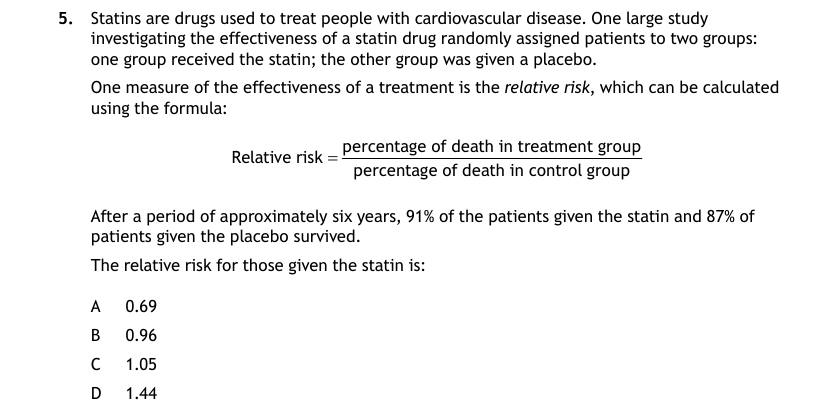 5. Statins are drugs used to treat people with cardiovascular disease. One large study
investigating the effectiveness of a statin drug randomly assigned patients to two groups:
one group received the statin; the other group was given a placebo.
One measure of the effectiveness of a treatment is the relative risk, which can be calculated
using the formula:
Relative risk = percentage of death in treatment group
percentage of death in control group
After a period of approximately six years, 91% of the patients given the statin and 87% of
patients given the placebo survived.
The relative risk for those given the statin is:
A 0.69
B 0.96
C 1.05
D 1.44